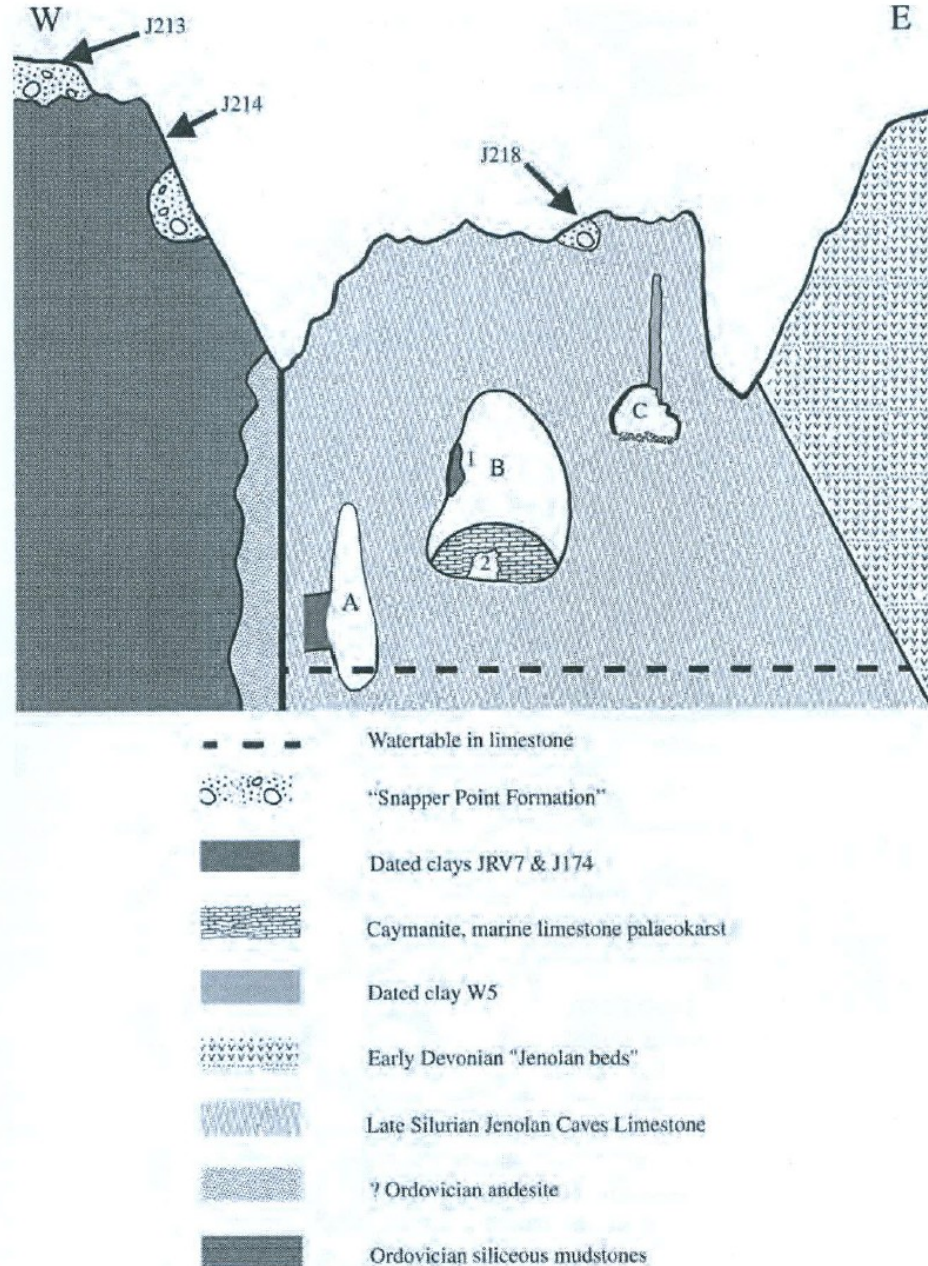 W
E
J213
J214
J218
C
1 B
2
A
Watertable in limestone
“Snapper Point Formation”
Dated clays JRV7 & J174
Caymanite, marine limestone palaeokarst
Dated clay W5
Early Devonian "Jenolan beds"
Late Silurian Jenolan Caves Limestone
? Ordovician andesite
Ordovician siliceous mudstones